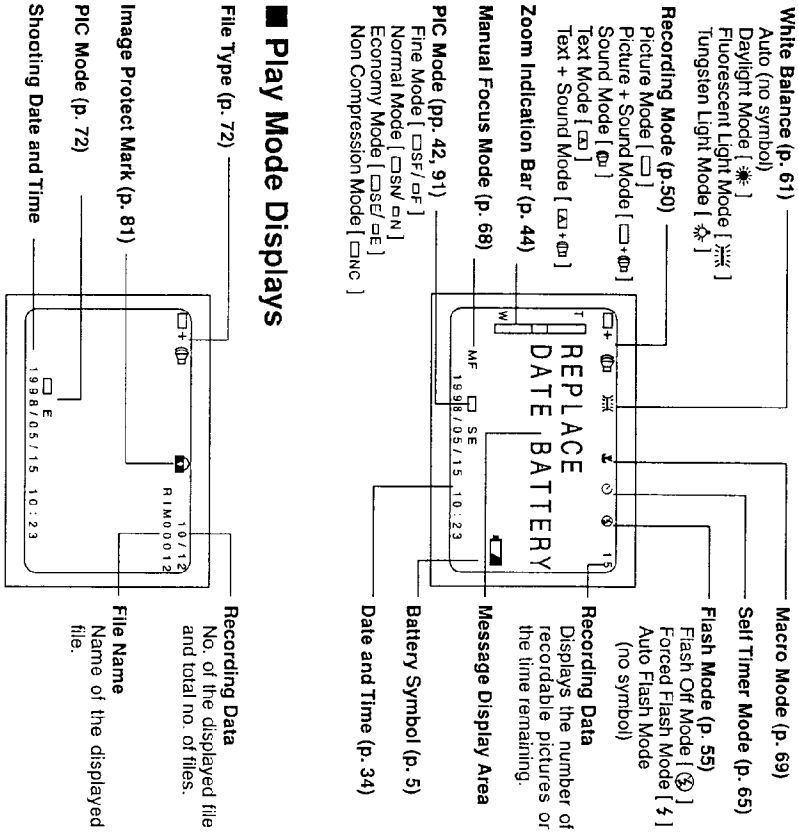 White Balance (p. 61)
Auto (no symbol)
Daylight Mode [ ☀ ]
Fluorescent Light Mode [ ]
Tungsten Light Mode [ ]
Recording Mode (p.50)
Picture Mode [ ]
Picture + Sound Mode [ + ]
Sound Mode [ ]
Text Mode [ ]
Text + Sound Mode [ + ]
Zoom Indication Bar (p. 44)
Manual Focus Mode (p. 68)
PIC Mode (pp. 42, 91)
Fine Mode [ □SF/ □F ]
Normal Mode [ □SN/ □N ]
Economy Mode [ □SE/ □E ]
Non Compression Mode [ □NC ]
+ 15
T
W
REPLACE
DATE BATTERY
MF □ SE
1998/05/15 10:23
Macro Mode (p. 69)
Self Timer Mode (p. 65)
Flash Mode (p. 55)
Flash Off Mode [ ]
Forced Flash Mode [ ]
Auto Flash Mode
(no symbol)
Recording Data
Displays the number of
recordable pictures or
the time remaining.
Message Display Area
Battery Symbol (p. 5)
Date and Time (p. 34)
■ Play Mode Displays
File Type (p. 72)
Image Protect Mark (p. 81)
PIC Mode (p. 72)
Shooting Date and Time
+ 10/12
RIM00012
□ E
1998/05/15 10:23
Recording Data
No. of the displayed file
and total no. of files.
File Name
Name of the displayed
file.